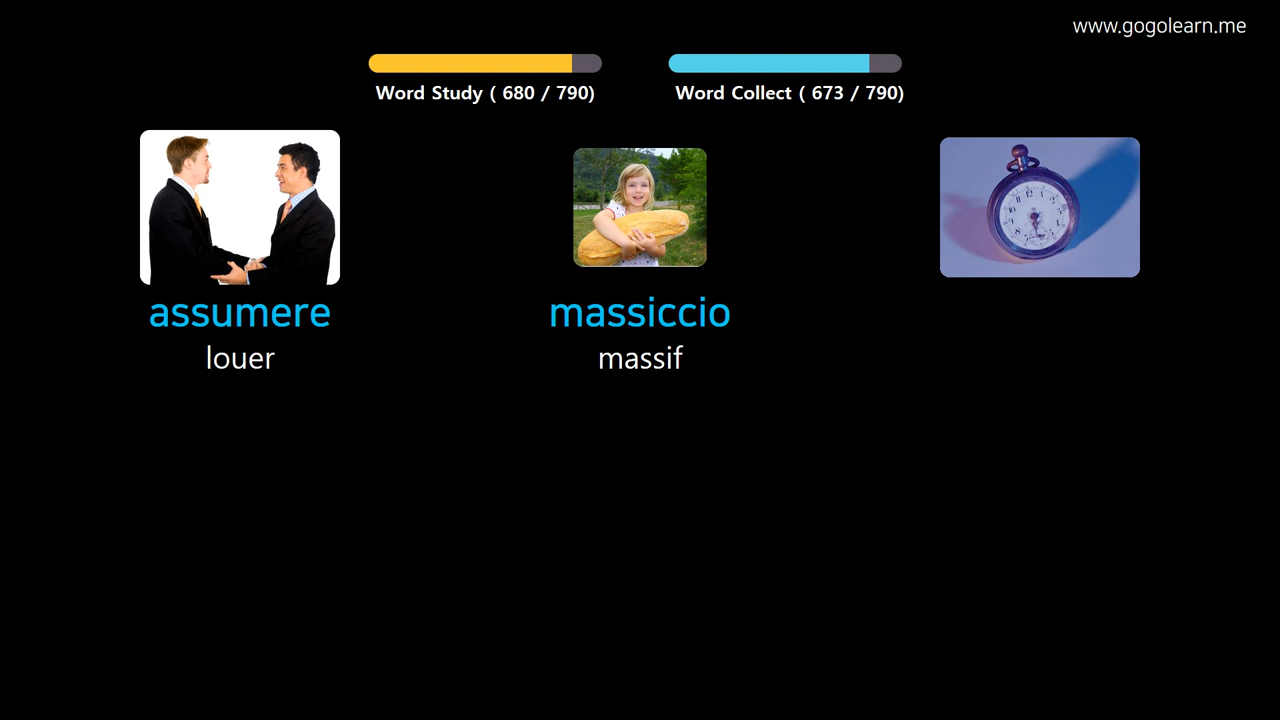 www.gogolearn.me
Word Study ( 680 / 790)
Word Collect ( 673 / 790)
assumere
louer
massiccio
massif